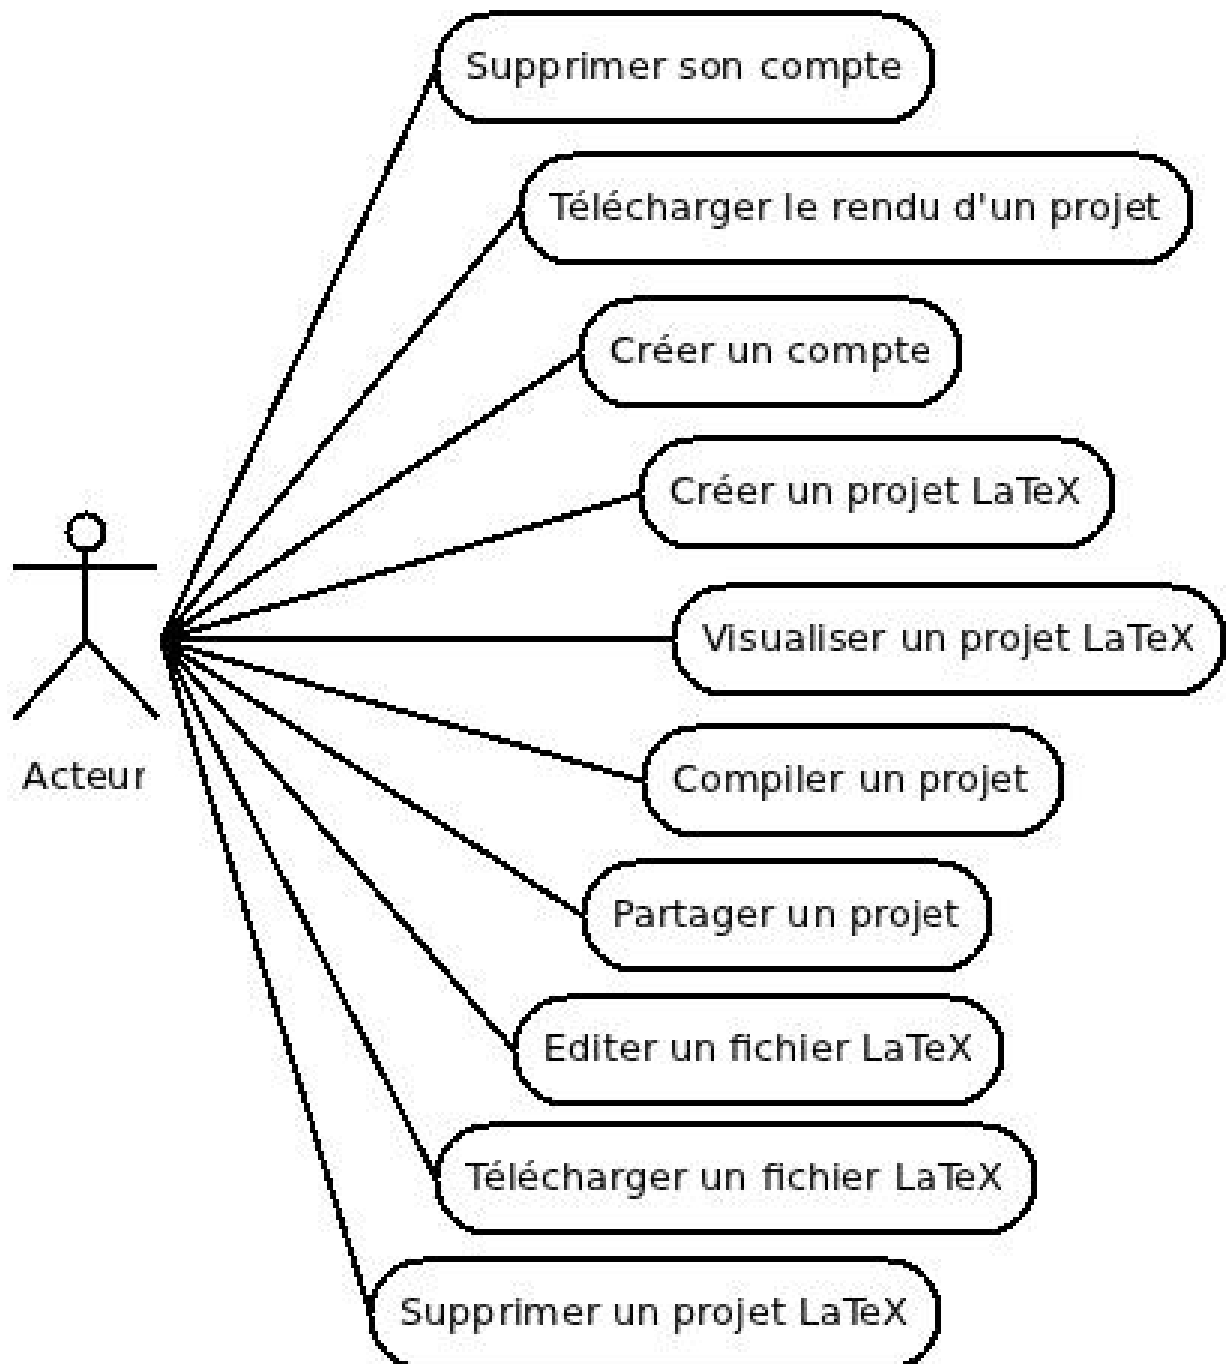 Supprimer son compte
Télécharger le rendu d'un projet
Créer un compte
Créer un projet LaTeX
Visualiser un projet LaTeX
Acteur
Compiler un projet
Partager un projet
Editer un fichier LaTeX
Télécharger un fichier LaTeX
Supprimer un projet LaTeX